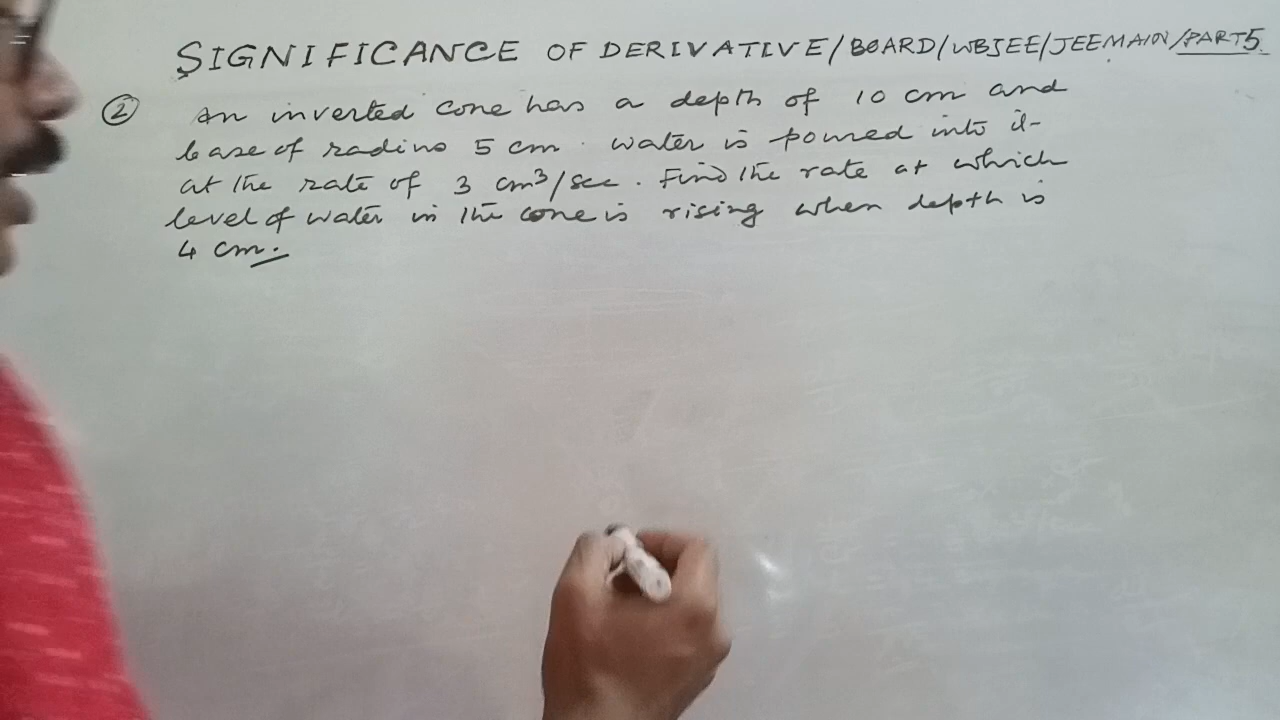 SIGNIFICANCE OF DERIVATIVE/BOARD/WBJEE/JEEMAIN/PART5
② An inverted cone has a depth of 10 cm and
base of radius 5 cm. water is poured into it
at the rate of 3 cm³/sec. Find the rate at which
level of water in the cone is rising when depth is
4 cm.